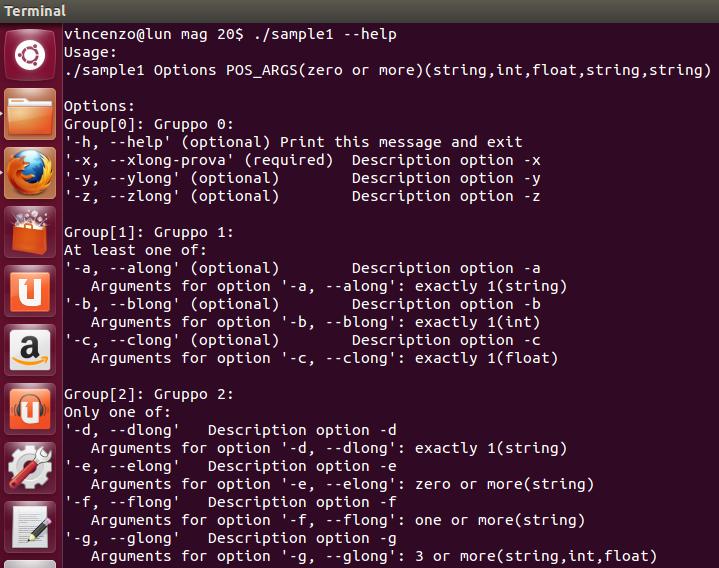 Terminal
vincenzo@lun mag 20$ ./sample1 --help
Usage:
./sample1 Options POS_ARGS(zero or more)(string,int,float,string,string)
Options:
Group[0]: Gruppo 0:
'-h, --help' (optional) Print this message and exit
'-x, --xlong-prova' (required)  Description option -x
'-y, --ylong' (optional)        Description option -y
'-z, --zlong' (optional)        Description option -z
Group[1]: Gruppo 1:
At least one of:
'-a, --along' (optional)        Description option -a
   Arguments for option '-a, --along': exactly 1(string)
'-b, --blong' (optional)        Description option -b
   Arguments for option '-b, --blong': exactly 1(int)
'-c, --clong' (optional)        Description option -c
   Arguments for option '-c, --clong': exactly 1(float)
Group[2]: Gruppo 2:
Only one of:
'-d, --dlong'   Description option -d
   Arguments for option '-d, --dlong': exactly 1(string)
'-e, --elong'   Description option -e
   Arguments for option '-e, --elong': zero or more(string)
'-f, --flong'   Description option -f
   Arguments for option '-f, --flong': one or more(string)
'-g, --glong'   Description option -g
   Arguments for option '-g, --glong': 3 or more(string,int,float)